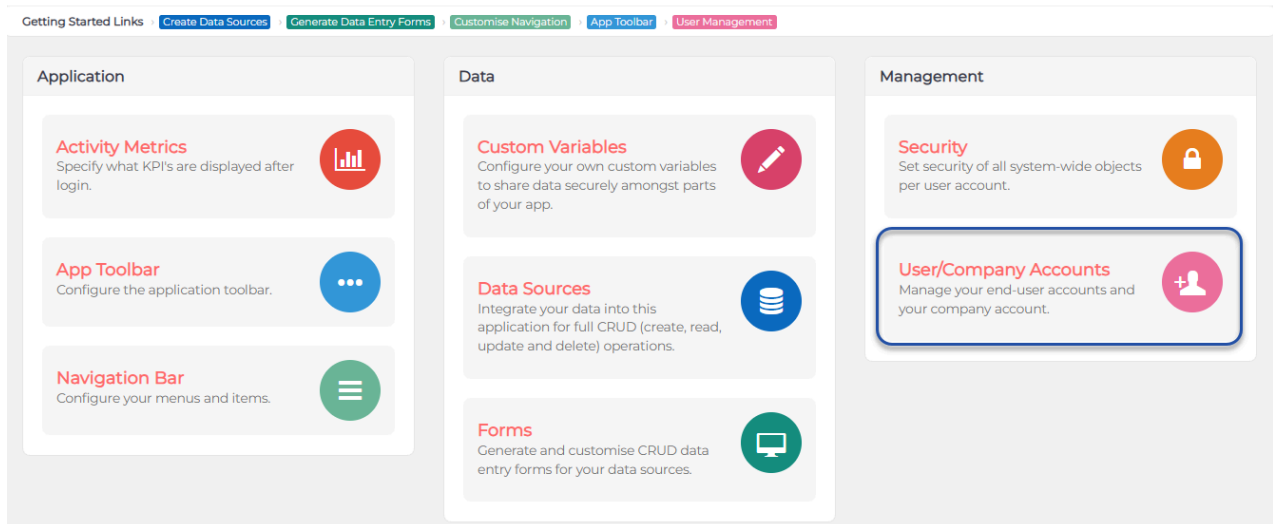 Getting Started Links › Create Data Sources › Generate Data Entry Forms › Customise Navigation › App Toolbar › User Management
Application
Activity Metrics
Specify what KPI's are displayed after
login.
App Toolbar
Configure the application toolbar.
Navigation Bar
Configure your menus and items.
Data
Custom Variables
Configure your own custom variables
to share data securely amongst parts
of your app.
Data Sources
Integrate your data into this
application for full CRUD (create, read,
update and delete) operations.
Forms
Generate and customise CRUD data
entry forms for your data sources.
Management
Security
Set security of all system-wide objects
per user account.
User/Company Accounts
Manage your end-user accounts and
your company account.